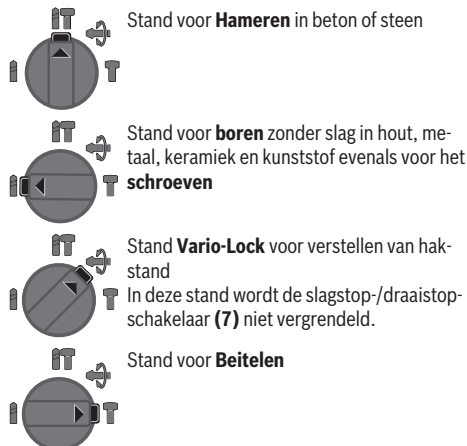 Stand voor Hameren in beton of steen
Stand voor boren zonder slag in hout, me-
taal, keramiek en kunststof evenals voor het
schroeven
Stand Vario-Lock voor verstellen van hak-
stand
In deze stand wordt de slagstop-/draaistop-
schakelaar (7) niet vergrendeld.
Stand voor Beitelen